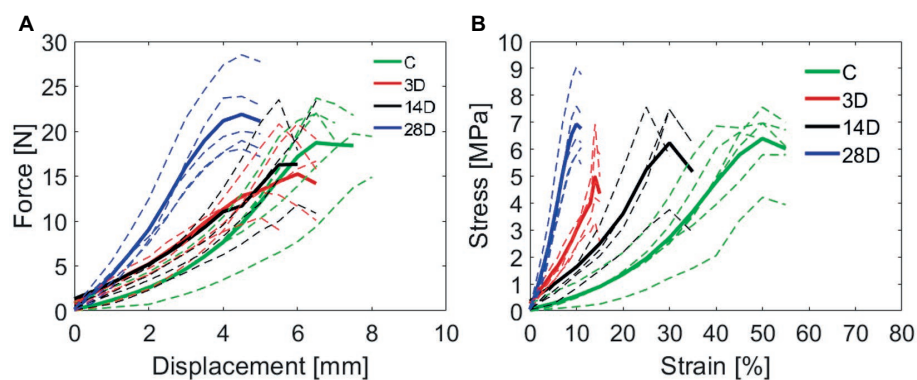 A
Force [N]
30
25
20
15
10
5
0
0 2 4 6 8 10
Displacement [mm]
C
3D
14D
28D
B
Stress [MPa]
10
9
8
7
6
5
4
3
2
1
0
0 10 20 30 40 50 60 70 80
Strain [%]
C
3D
14D
28D